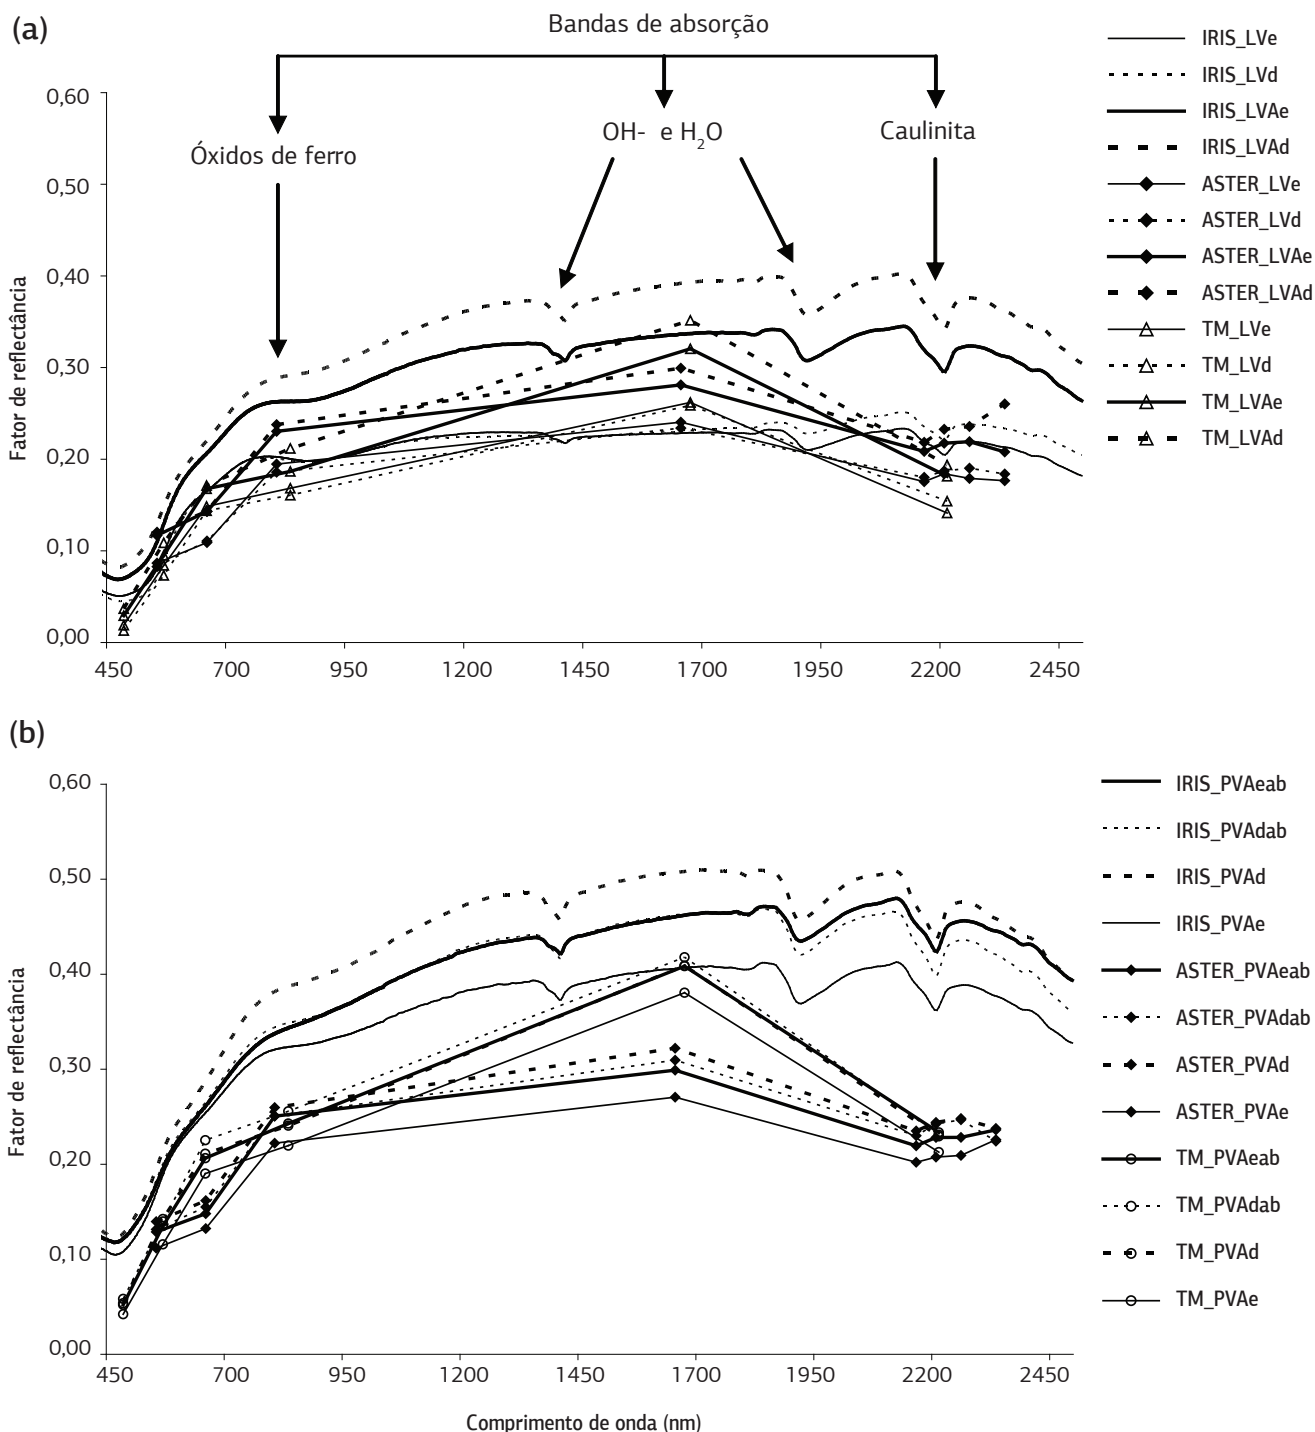 (a)
Bandas de absorção
Óxidos de ferro
OH- e H2O
Caulinita
Fator de reflectância
0,60
0,50
0,40
0,30
0,20
0,10
0,00
450 700 950 1200 1450 1700 1950 2200 2450
IRIS_LVe
IRIS_LVd
IRIS_LVAe
IRIS_LVAd
ASTER_LVe
ASTER_LVd
ASTER_LVAe
ASTER_LVAd
TM_LVe
TM_LVd
TM_LVAe
TM_LVAd
(b)
Fator de reflectância
0,60
0,50
0,40
0,30
0,20
0,10
0,00
450 700 950 1200 1450 1700 1950 2200 2450
Comprimento de onda (nm)
IRIS_PVAeab
IRIS_PVAdab
IRIS_PVAd
IRIS_PVAe
ASTER_PVAeab
ASTER_PVAdab
ASTER_PVAd
ASTER_PVAe
TM_PVAeab
TM_PVAdab
TM_PVAd
TM_PVAe